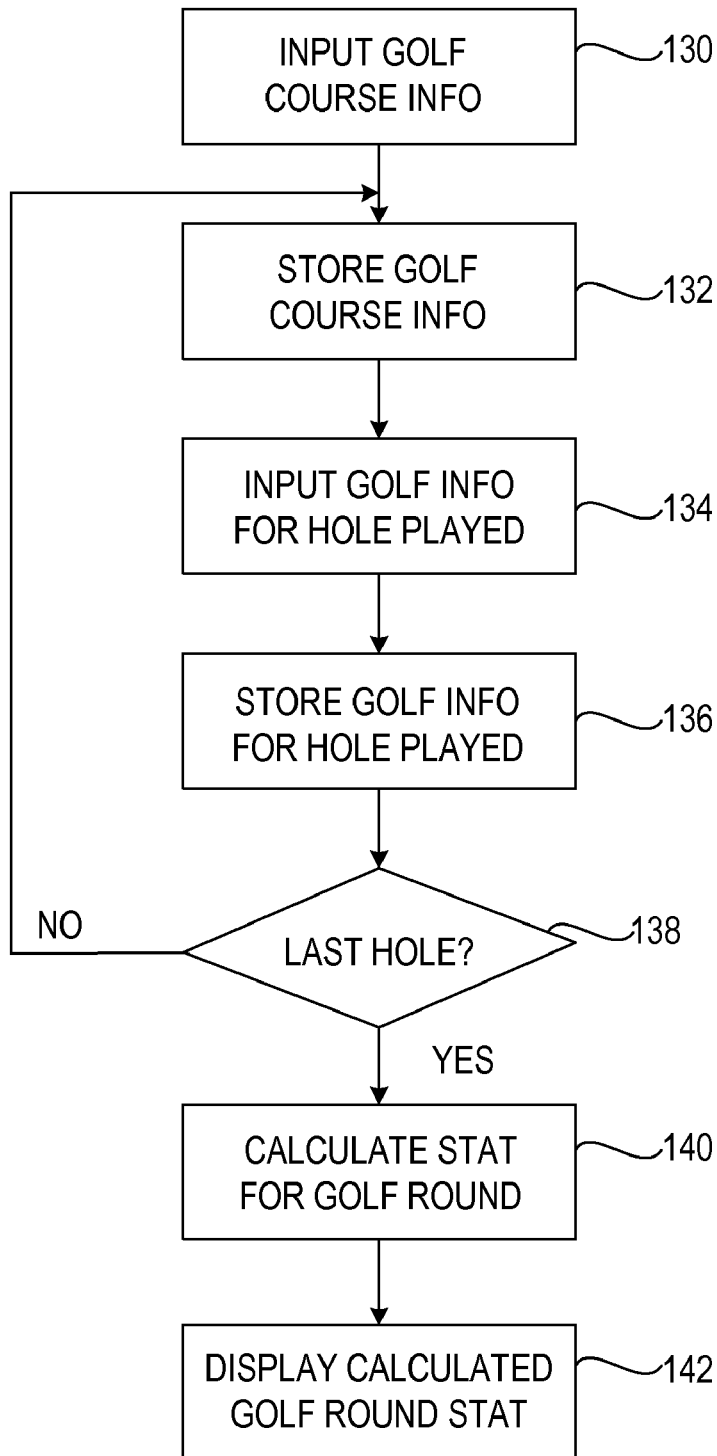 INPUT GOLF
COURSE INFO
130
STORE GOLF
COURSE INFO
132
INPUT GOLF INFO
FOR HOLE PLAYED
134
STORE GOLF INFO
FOR HOLE PLAYED
136
NO
LAST HOLE?
138
YES
CALCULATE STAT
FOR GOLF ROUND
140
DISPLAY CALCULATED
GOLF ROUND STAT
142